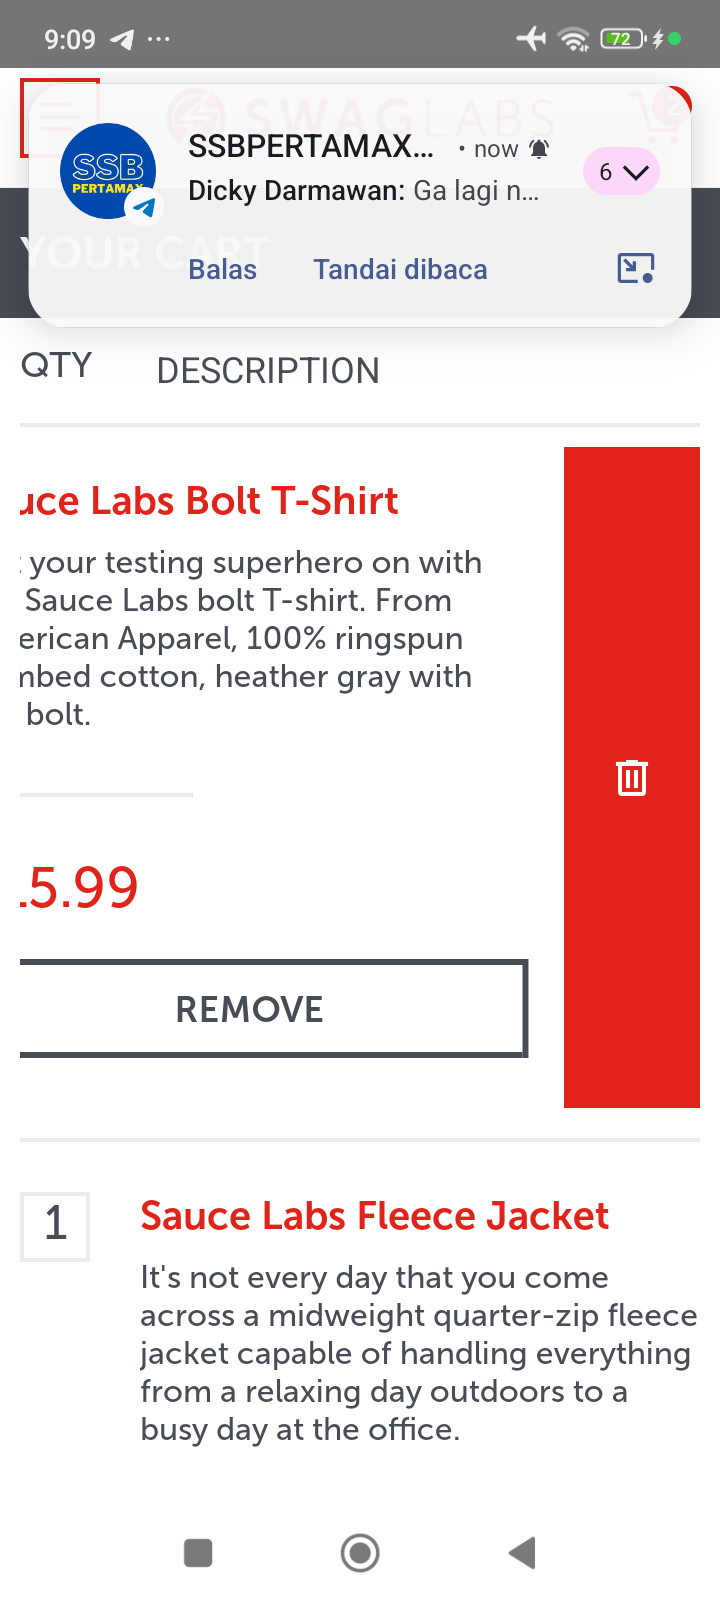 9:09
72
SWAGLABS
2
SSBPERTAMAX... • now
SSB
PERTAMAX
Dicky Darmawan: Ga lagi n...
6
YOUR CART
Balas
Tandai dibaca
QTY
DESCRIPTION
uce Labs Bolt T-Shirt
your testing superhero on with
Sauce Labs bolt T-shirt. From
erican Apparel, 100% ringspun
mbed cotton, heather gray with
bolt.
15.99
REMOVE
1
Sauce Labs Fleece Jacket
It's not every day that you come
across a midweight quarter-zip fleece
jacket capable of handling everything
from a relaxing day outdoors to a
busy day at the office.